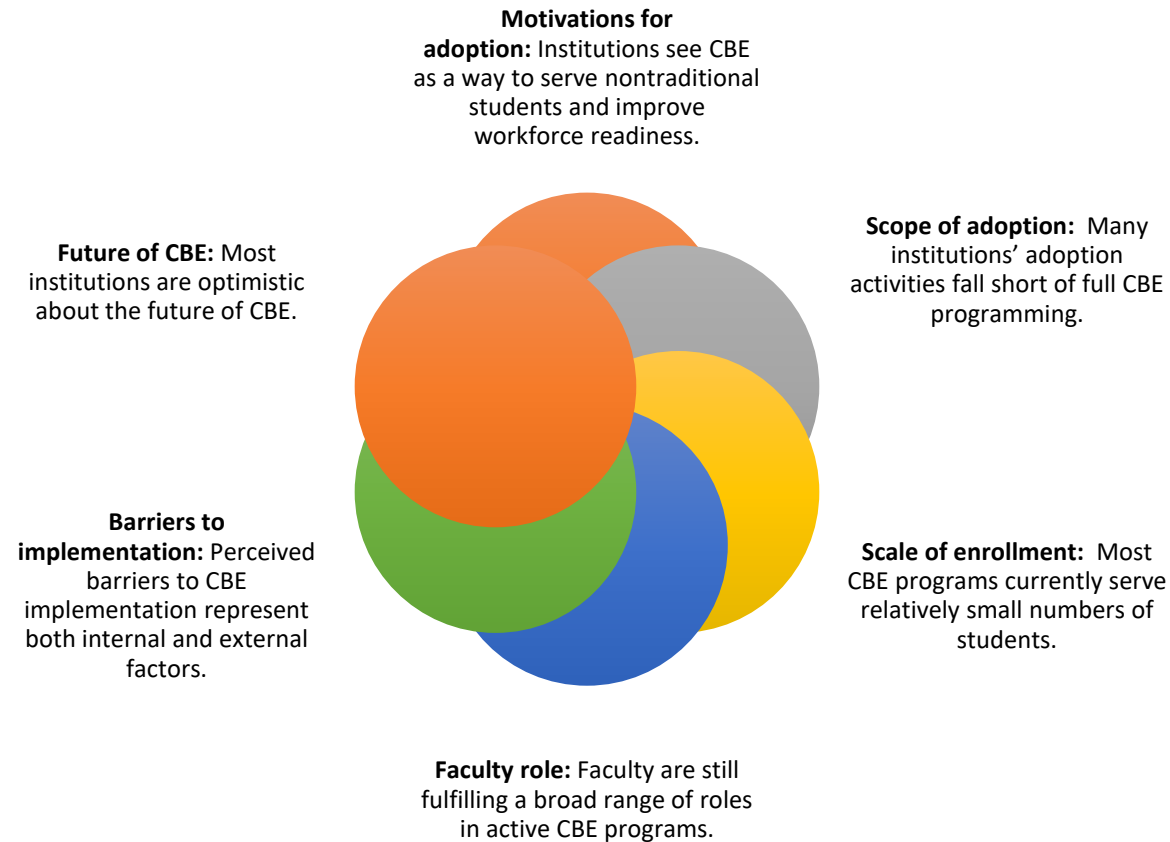 Motivations for
adoption: Institutions see CBE
as a way to serve nontraditional
students and improve
workforce readiness.
Scope of adoption:  Many
institutions’ adoption
activities fall short of full CBE
programming.
Scale of enrollment:  Most
CBE programs currently serve
relatively small numbers of
students.
Faculty role: Faculty are still
fulfilling a broad range of roles
in active CBE programs.
Barriers to
implementation: Perceived
barriers to CBE
implementation represent
both internal and external
factors.
Future of CBE: Most
institutions are optimistic
about the future of CBE.